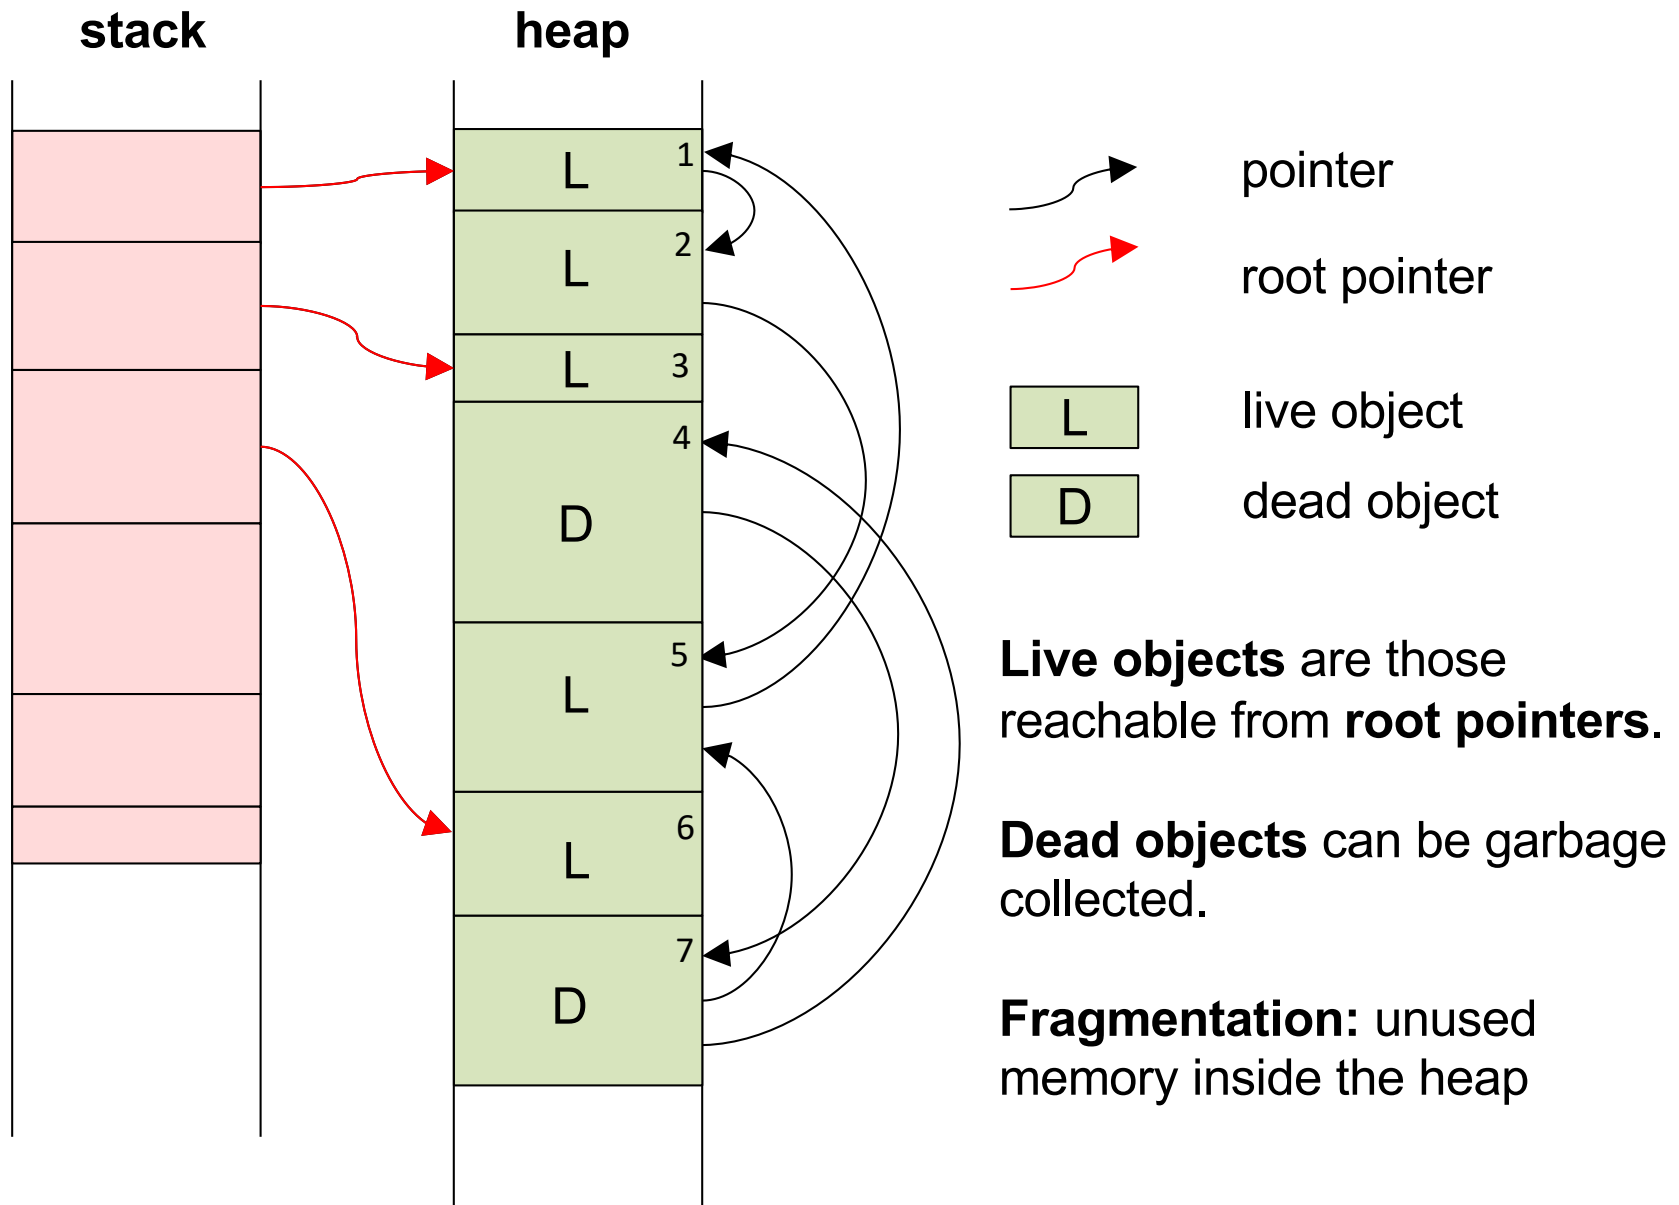 stack
heap
L 1
L 2
L 3
4
D
5
L
6
L
7
D
pointer
root pointer
L live object
D dead object
Live objects are those
reachable from root pointers.
Dead objects can be garbage
collected.
Fragmentation: unused
memory inside the heap